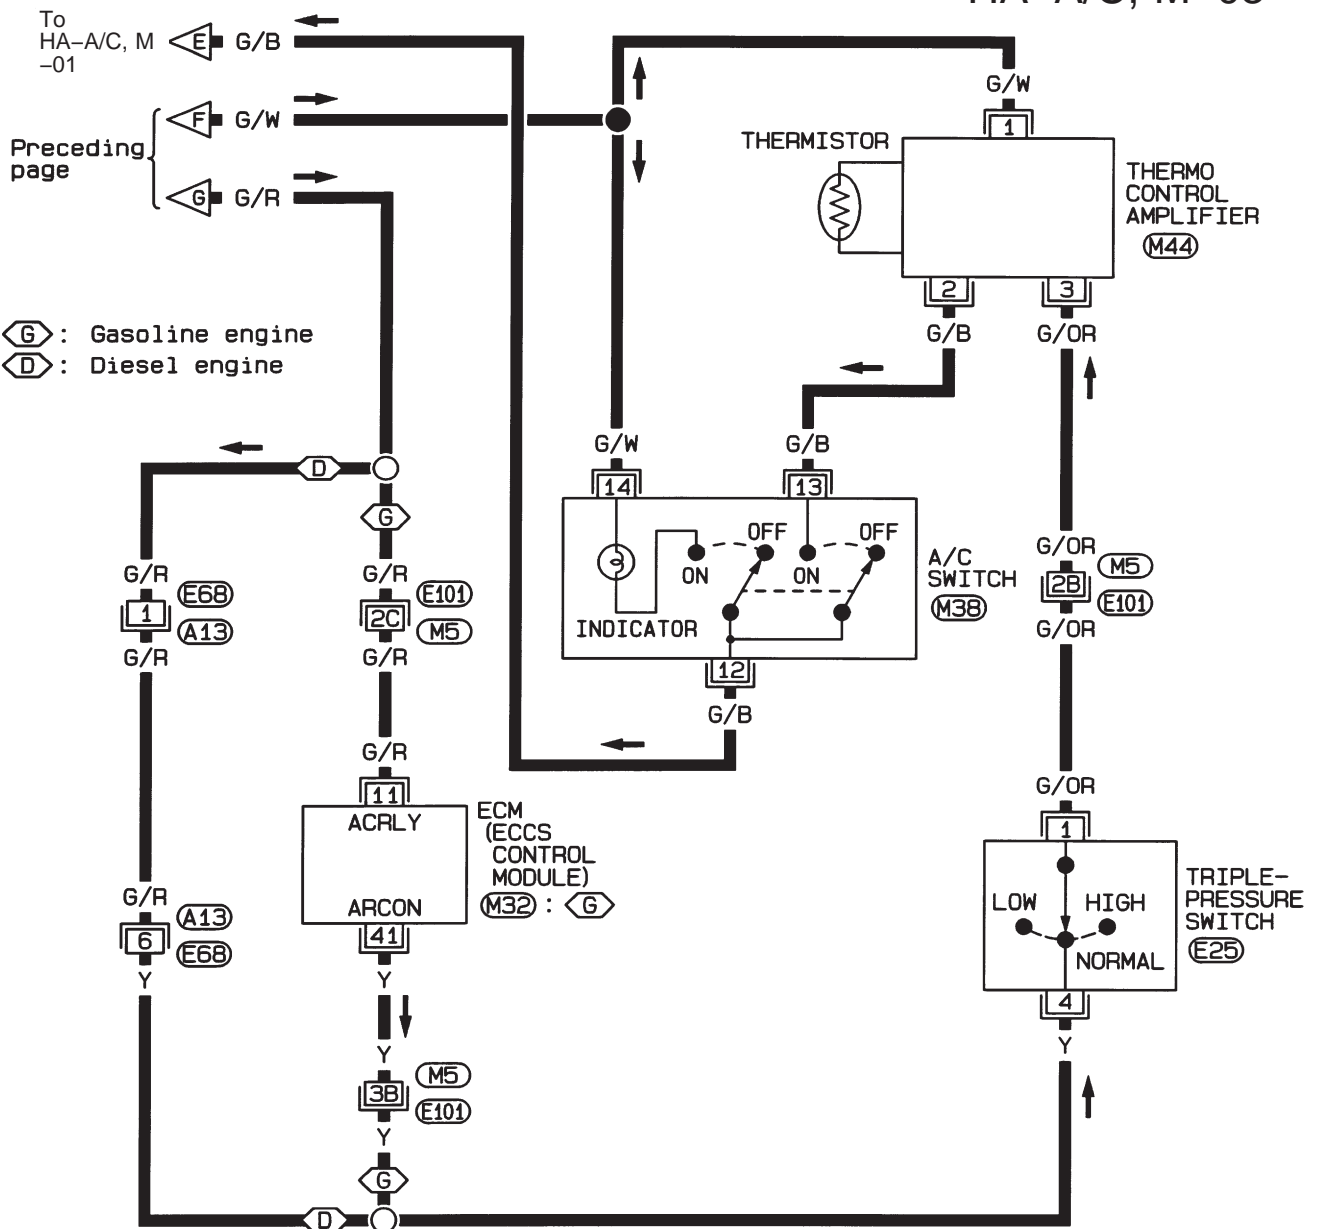 HA-A/C, M-03
To
HA-A/C, M
-01
E G/B
F G/W
Preceding
page
G G/R
G/W
1
THERMISTOR
THERMO
CONTROL
AMPLIFIER
M44
2
3
G/B
G/OR
G : Gasoline engine
D : Diesel engine
G/W
G/B
14
13
OFF
OFF
ON
ON
INDICATOR
A/C
SWITCH
M38
12
G/B
D
G
G/R
1
E68
A13
G/R
G/R
2C
E101
M5
G/R
G/OR
2B
M5
E101
G/OR
G/R
11
ACRLY
ECM
(ECCS
CONTROL
MODULE)
M32 : G
ARCON
41
G/R
6
A13
E68
Y
Y
Y
3B
M5
E101
Y
G
D
G/OR
1
LOW
HIGH
NORMAL
TRIPLE-
PRESSURE
SWITCH
E25
4
Y